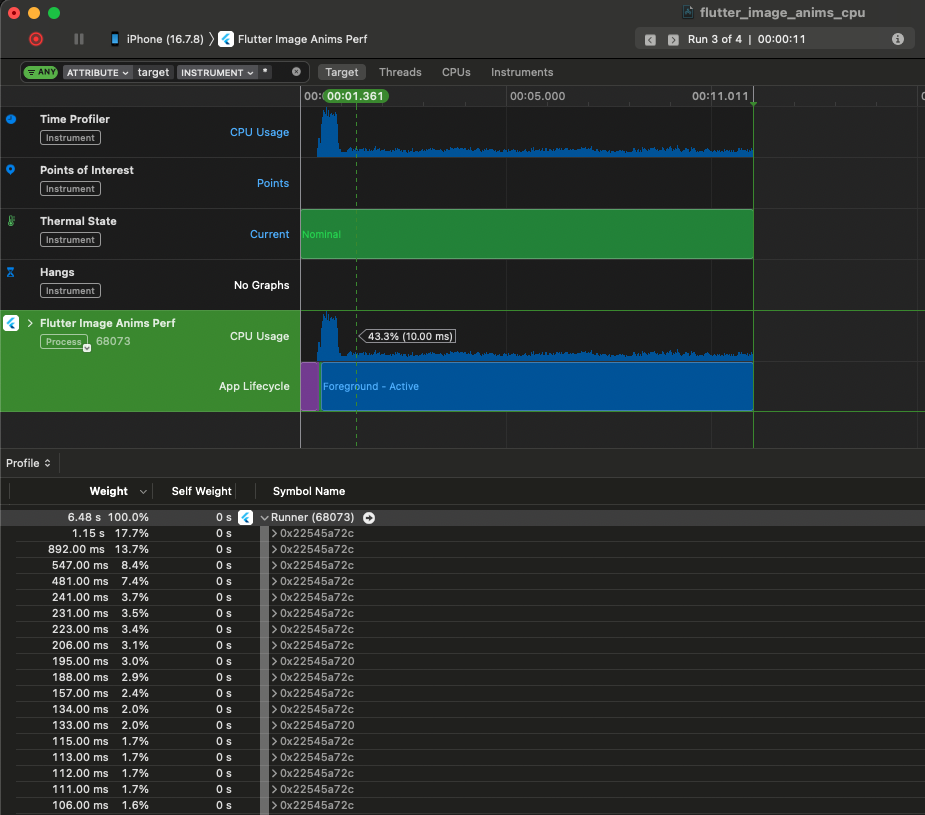 flutter_image_anims_cpu
iPhone (16.7.8) Flutter Image Anims Perf
Run 3 of 4 | 00:00:11
ANY ATTRIBUTE target INSTRUMENT * Target Threads CPUs Instruments
00: 00:01.361 00:05.000 00:11.011
Time Profiler
Instrument
CPU Usage
Points of Interest
Instrument
Points
Thermal State
Instrument
Current
Nominal
Hangs
Instrument
No Graphs
Flutter Image Anims Perf
Process 68073
CPU Usage
43.3% (10.00 ms)
App Lifecycle
Foreground - Active
Profile
Weight Self Weight Symbol Name
6.48 s 100.0% 0 s Runner (68073)
1.15 s 17.7% 0 s 0x22545a72c
892.00 ms 13.7% 0 s 0x22545a72c
547.00 ms 8.4% 0 s 0x22545a72c
481.00 ms 7.4% 0 s 0x22545a72c
241.00 ms 3.7% 0 s 0x22545a72c
231.00 ms 3.5% 0 s 0x22545a72c
223.00 ms 3.4% 0 s 0x22545a72c
206.00 ms 3.1% 0 s 0x22545a72c
195.00 ms 3.0% 0 s 0x22545a720
188.00 ms 2.9% 0 s 0x22545a72c
157.00 ms 2.4% 0 s 0x22545a72c
134.00 ms 2.0% 0 s 0x22545a72c
133.00 ms 2.0% 0 s 0x22545a720
115.00 ms 1.7% 0 s 0x22545a72c
113.00 ms 1.7% 0 s 0x22545a72c
112.00 ms 1.7% 0 s 0x22545a72c
111.00 ms 1.7% 0 s 0x22545a72c
106.00 ms 1.6% 0 s 0x22545a72c